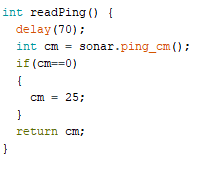 int readPing() {
  delay(70);
  int cm = sonar.ping_cm();
  if(cm==0)
  {
    cm = 25;
  }
  return cm;
}